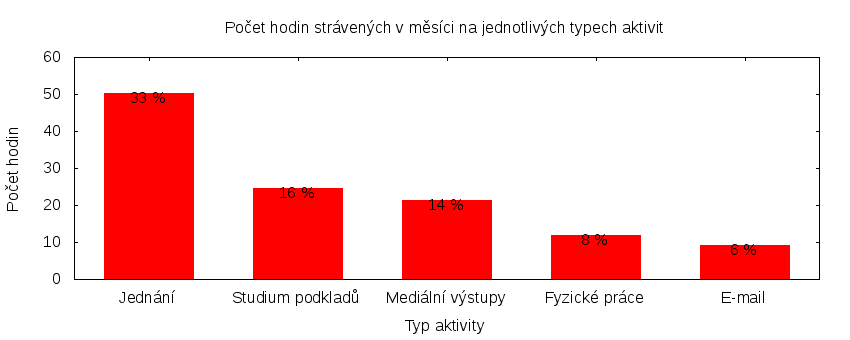 Počet hodin strávených v měsíci na jednotlivých typech aktivit
Počet hodin
60
50
40
30
20
10
0
33 %
16 %
14 %
8 %
6 %
Jednání
Studium podkladů
Mediální výstupy
Fyzické práce
E-mail
Typ aktivity